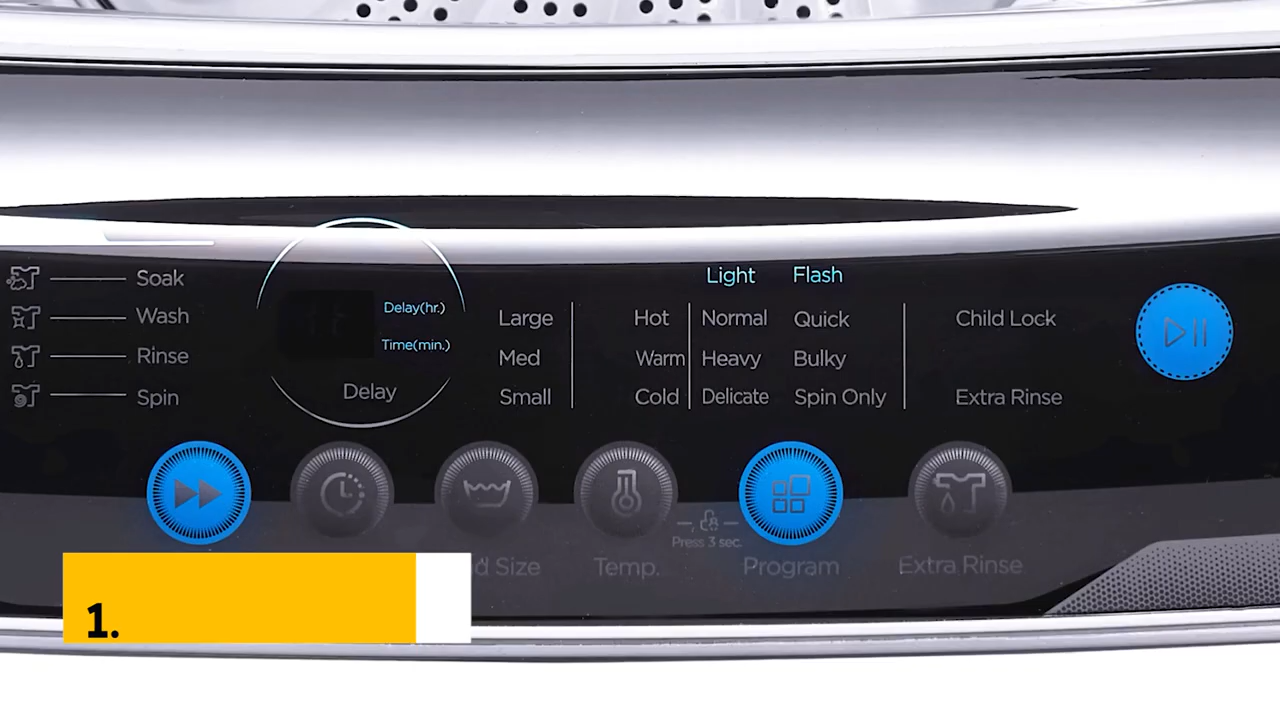 Light Flash
Soak
Wash
Rinse
Spin
Delay(hr.)
Time(min.)
Delay
Large
Med
Small
Hot
Warm
Cold
Normal
Heavy
Delicate
Quick
Bulky
Spin Only
Child Lock
Extra Rinse
Press 3 sec.
d Size
Temp.
Program
Extra Rinse
1.